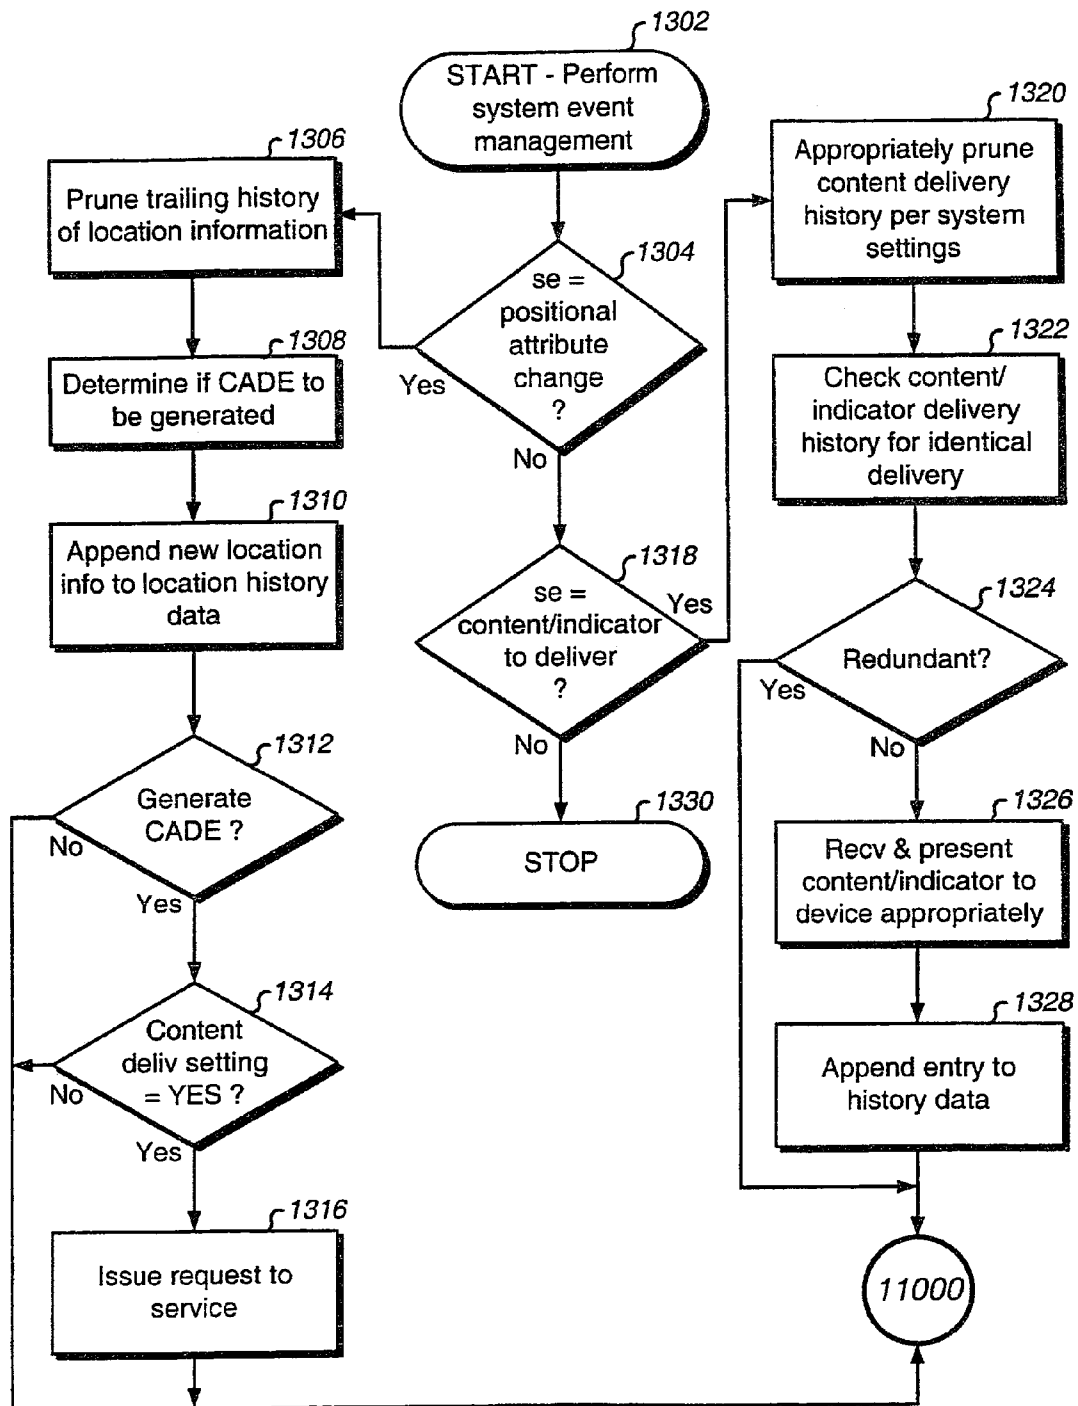 1302
START - Perform
system event
management
1306
Prune trailing history
of location information
1308
Determine if CADE to
be generated
1310
Append new location
info to location history
data
1312
Generate
CADE ?
No
Yes
1314
Content
deliv setting
= YES ?
No
Yes
1316
Issue request to
service
1304
se =
positional
attribute
change
?
Yes
No
1318
se =
content/indicator
to deliver
?
Yes
No
1330
STOP
1320
Appropriately prune
content delivery
history per system
settings
1322
Check content/
indicator delivery
history for identical
delivery
1324
Redundant?
Yes
No
1326
Recv & present
content/indicator to
device appropriately
1328
Append entry to
history data
11000